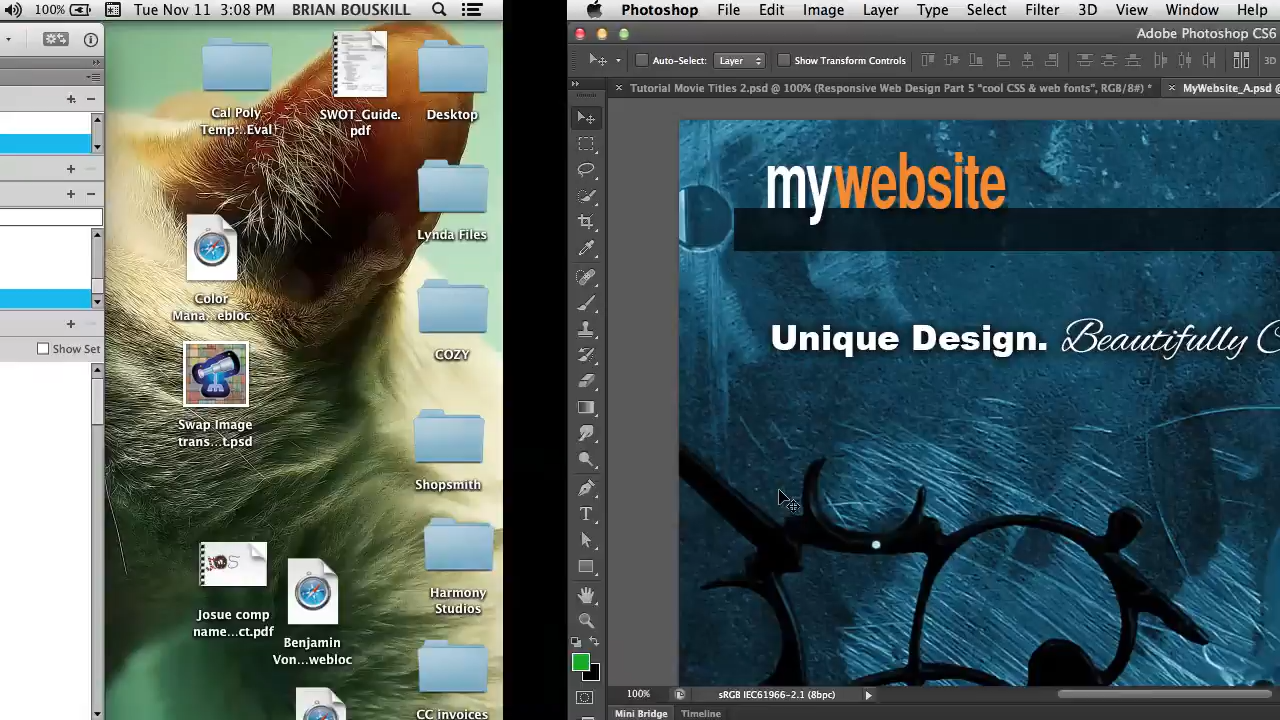 100%
Tue Nov 11 3:08 PM
BRIAN BOUSKILL
Show Set
Cal Poly
Temp:..Eval
SWOT_Guide.
pdf
Desktop
Lynda Files
Color
Mana...ebloc
COZY
Swap Image
trans...t.psd
Shopsmith
Harmony
Studios
Josue comp
name...ct.pdf
Benjamin
Von...webloc
CC invoices
Photoshop File Edit Image Layer Type Select Filter 3D View Window Help
Adobe Photoshop CS6
Auto-Select:
Layer
Show Transform Controls
3D
Tutorial Movie Titles 2.psd @ 100% (Responsive Web Design Part 5 "cool CSS & web fonts", RGB/8#) *
MyWebsite_A.psd @
mywebsite
Unique Design. Beautifully C
100%
sRGB IEC61966-2.1 (8bpc)
Mini Bridge
Timeline